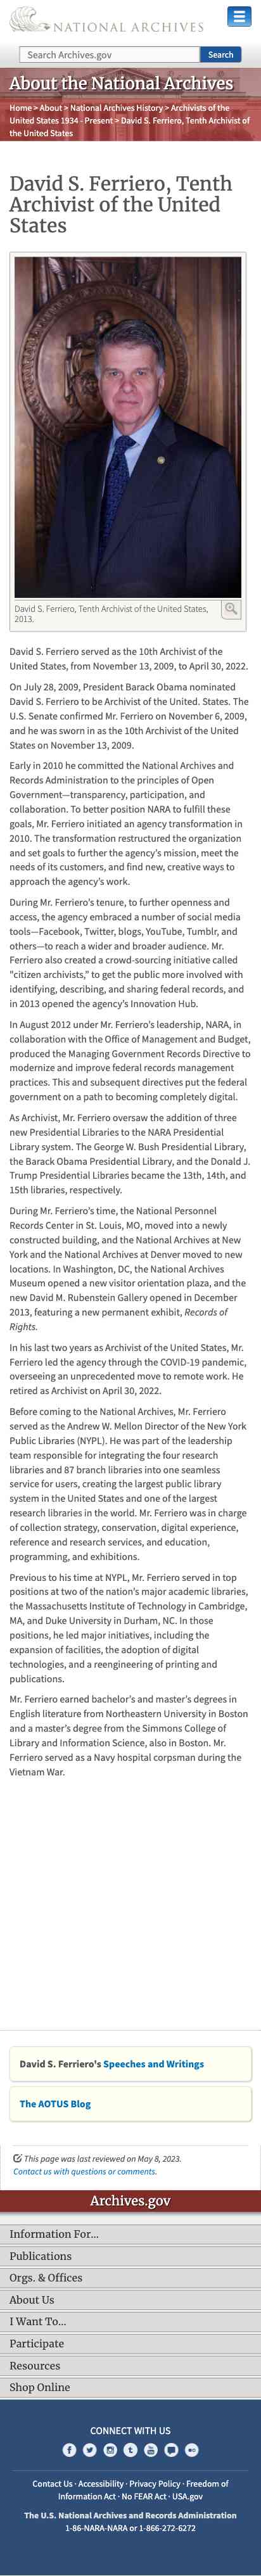 NATIONAL ARCHIVES
Search Archives.gov
Search
About the National Archives
Home > About > National Archives History > Archivists of the
United States 1934 - Present > David S. Ferriero, Tenth Archivist of
the United States
David S. Ferriero, Tenth
Archivist of the United
States
David S. Ferriero, Tenth Archivist of the United States,
2013.
David S. Ferriero served as the 10th Archivist of the
United States, from November 13, 2009, to April 30, 2022.
On July 28, 2009, President Barack Obama nominated
David S. Ferriero to be Archivist of the United. States. The
U.S. Senate confirmed Mr. Ferriero on November 6, 2009,
and he was sworn in as the 10th Archivist of the United
States on November 13, 2009.
Early in 2010 he committed the National Archives and
Records Administration to the principles of Open
Government—transparency, participation, and
collaboration. To better position NARA to fulfill these
goals, Mr. Ferriero initiated an agency transformation in
2010. The transformation restructured the organization
and set goals to further the agency's mission, meet the
needs of its customers, and find new, creative ways to
approach the agency's work.
During Mr. Ferriero's tenure, to further openness and
access, the agency embraced a number of social media
tools—Facebook, Twitter, blogs, YouTube, Tumblr, and
others—to reach a wider and broader audience. Mr.
Ferriero also created a crowd-sourcing initiative called
"citizen archivists," to get the public more involved with
identifying, describing, and sharing federal records, and
in 2013 opened the agency's Innovation Hub.
In August 2012 under Mr. Ferriero's leadership, NARA, in
collaboration with the Office of Management and Budget,
produced the Managing Government Records Directive to
modernize and improve federal records management
practices. This and subsequent directives put the federal
government on a path to becoming completely digital.
As Archivist, Mr. Ferriero oversaw the addition of three
new Presidential Libraries to the NARA Presidential
Library system. The George W. Bush Presidential Library,
the Barack Obama Presidential Library, and the Donald J.
Trump Presidential Libraries became the 13th, 14th, and
15th libraries, respectively.
During Mr. Ferriero's time, the National Personnel
Records Center in St. Louis, MO, moved into a newly
constructed building, and the National Archives at New
York and the National Archives at Denver moved to new
locations. In Washington, DC, the National Archives
Museum opened a new visitor orientation plaza, and the
new David M. Rubenstein Gallery opened in December
2013, featuring a new permanent exhibit, Records of
Rights.
In his last two years as Archivist of the United States, Mr.
Ferriero led the agency through the COVID-19 pandemic,
overseeing an unprecedented move to remote work. He
retired as Archivist on April 30, 2022.
Before coming to the National Archives, Mr. Ferriero
served as the Andrew W. Mellon Director of the New York
Public Libraries (NYPL). He was part of the leadership
team responsible for integrating the four research
libraries and 87 branch libraries into one seamless
service for users, creating the largest public library
system in the United States and one of the largest
research libraries in the world. Mr. Ferriero was in charge
of collection strategy, conservation, digital experience,
reference and research services, and education,
programming, and exhibitions.
Previous to his time at NYPL, Mr. Ferriero served in top
positions at two of the nation's major academic libraries,
the Massachusetts Institute of Technology in Cambridge,
MA, and Duke University in Durham, NC. In those
positions, he led major initiatives, including the
expansion of facilities, the adoption of digital
technologies, and a reengineering of printing and
publications.
Mr. Ferriero earned bachelor's and master's degrees in
English literature from Northeastern University in Boston
and a master's degree from the Simmons College of
Library and Information Science, also in Boston. Mr.
Ferriero served as a Navy hospital corpsman during the
Vietnam War.
David S. Ferriero's Speeches and Writings
The AOTUS Blog
This page was last reviewed on May 8, 2023.
Contact us with questions or comments.
Archives.gov
Information For...
Publications
Orgs. & Offices
About Us
I Want To...
Participate
Resources
Shop Online
CONNECT WITH US
Contact Us · Accessibility · Privacy Policy · Freedom of
Information Act · No FEAR Act · USA.gov
The U.S. National Archives and Records Administration
1-86-NARA-NARA or 1-866-272-6272